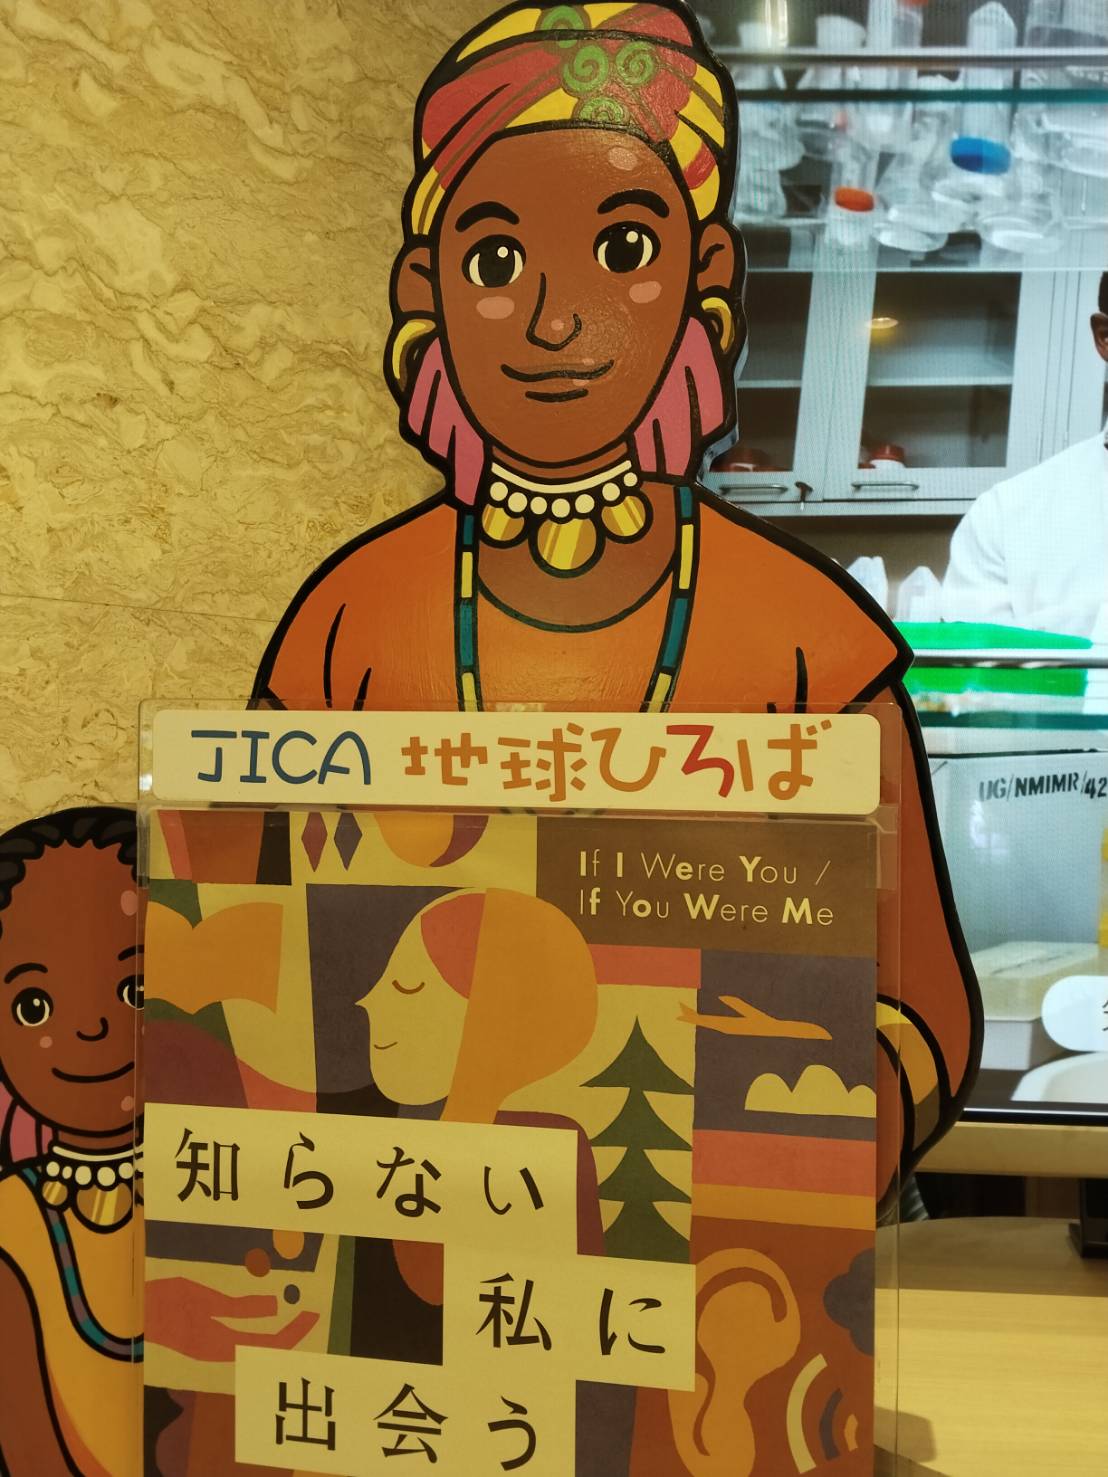 JICA 地球ひろば
If I Were You /
If You Were Me
知らない
私に
出会う
UG/NMIMR/42